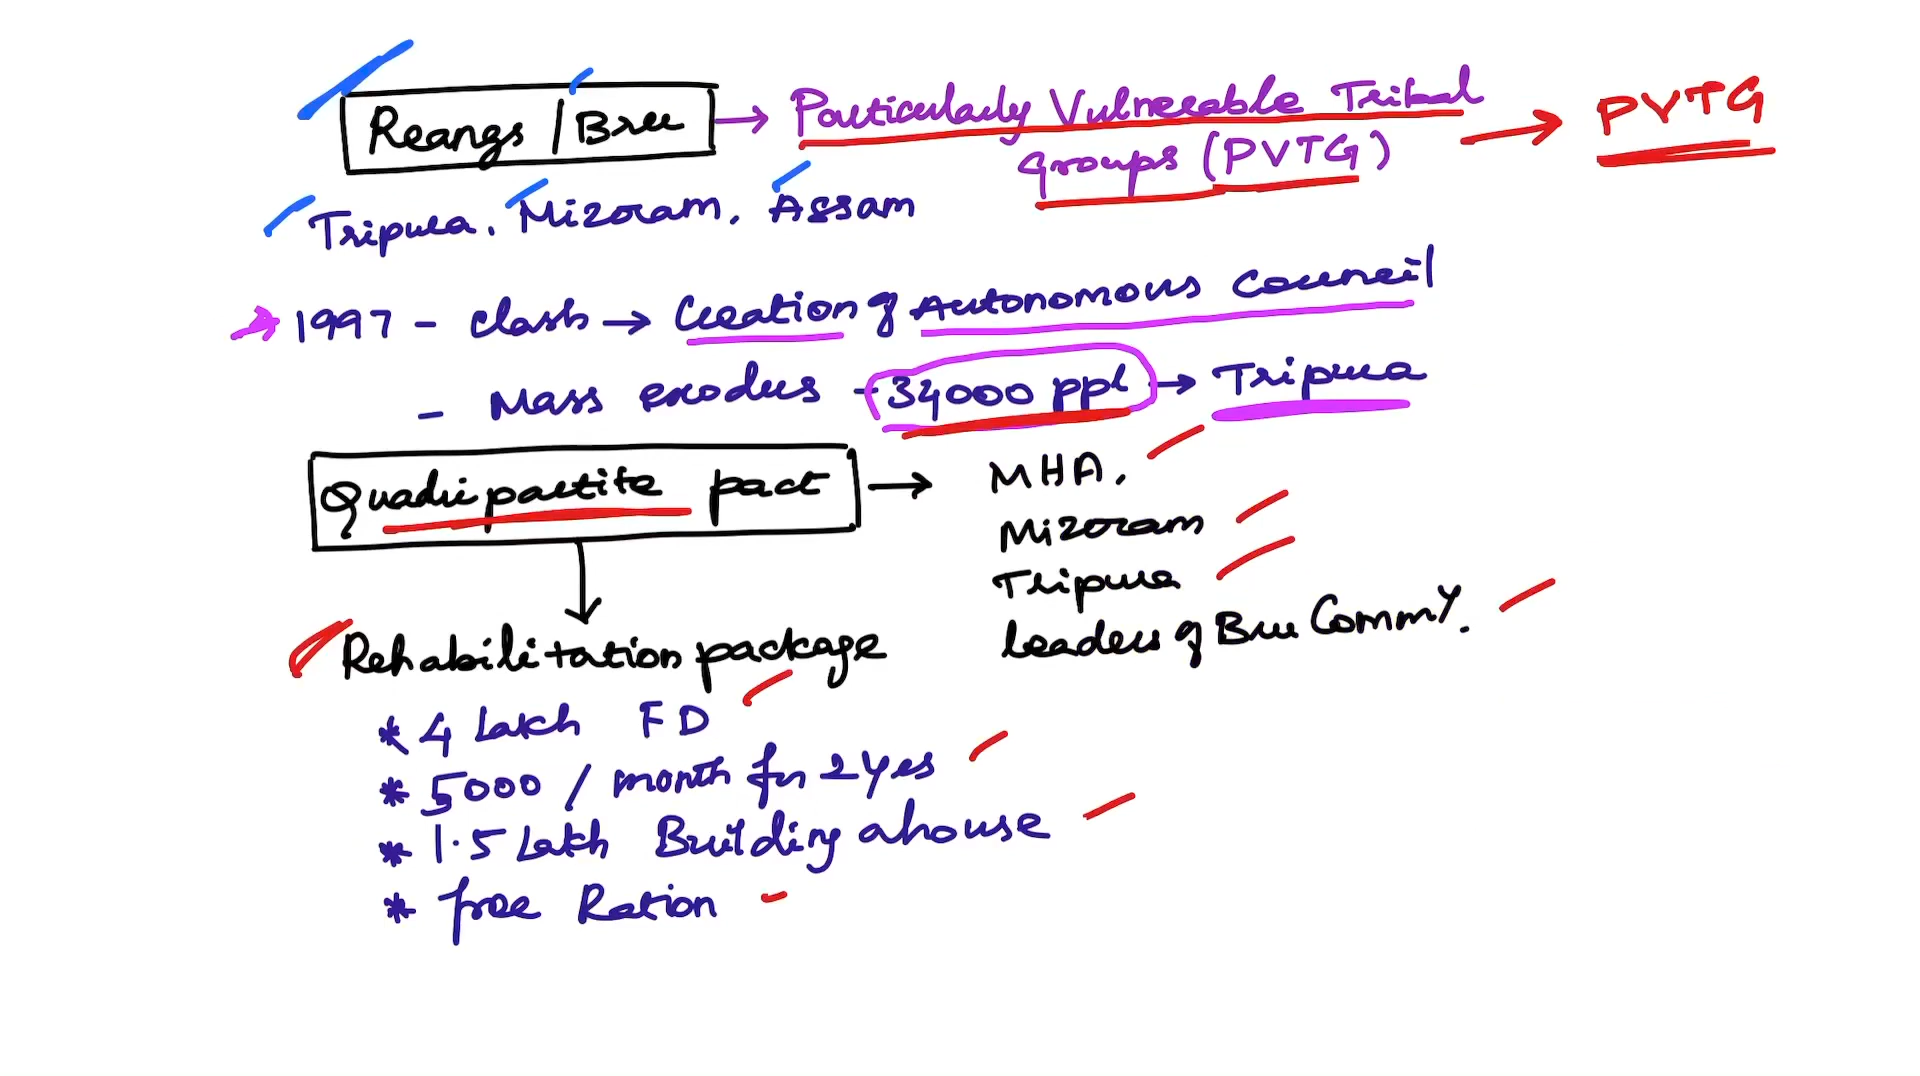 Reangs / Bru → Particularly Vulnerable Tribal → PVTG
Groups (PVTG)
Tripura, Mizoram, Assam
→ 1997 - clash → Creation of Autonomous Council
- Mass exodus - 34000 ppl → Tripura
Quadripartite pact → MHA,
Mizoram
Tripura
leaders of Bru Commy.
Rehabilitation package
* 4 Lakh FD
* 5000 / month for 2 yrs
* 1.5 Lakh Building a house
* free Ration